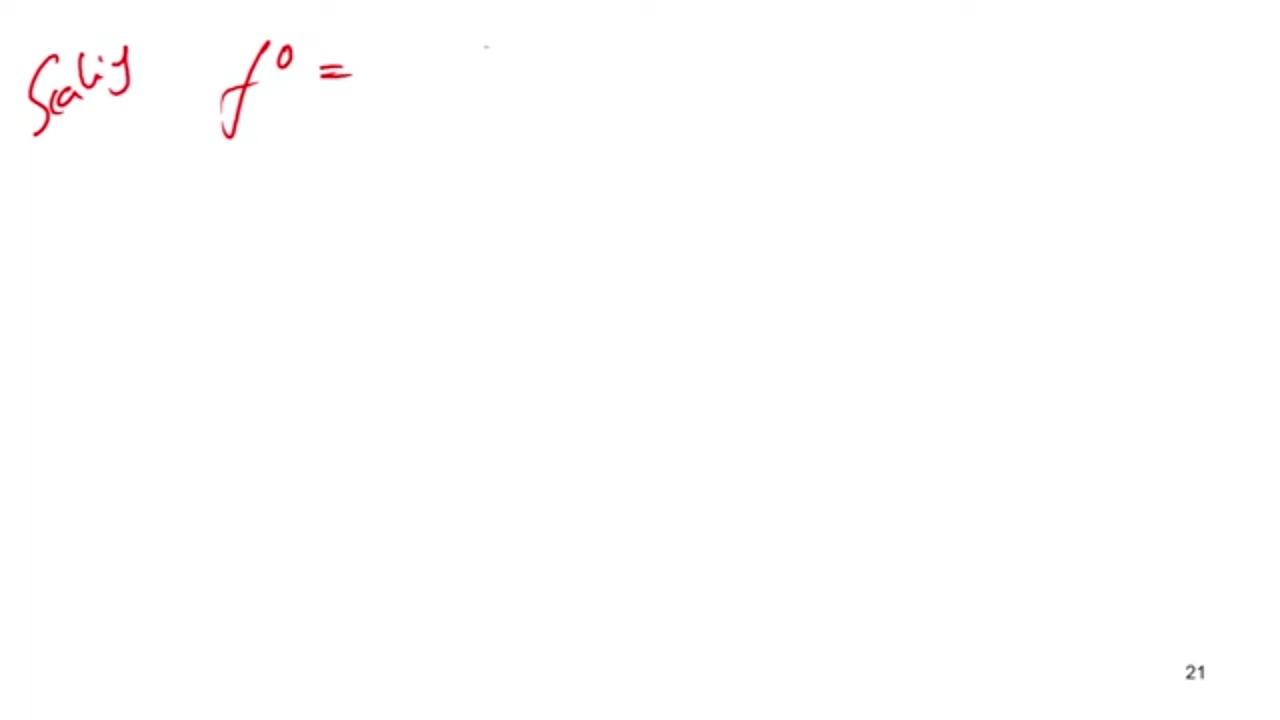 Scaling f⁰ =
21